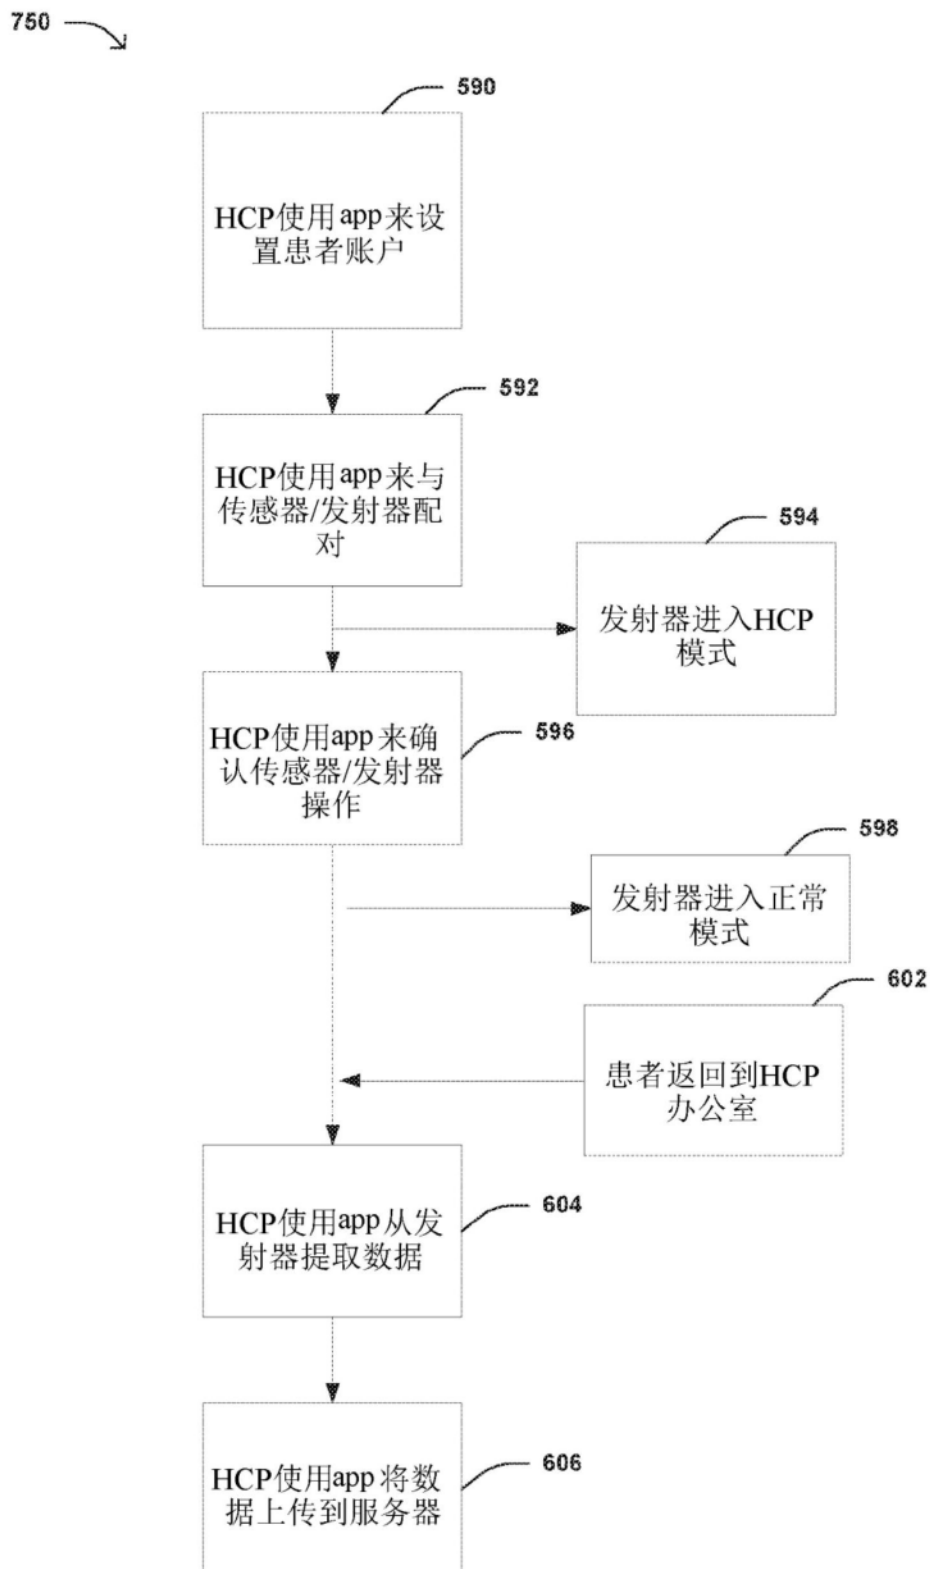 750
590
HCP使用app来设
置患者账户
592
HCP使用app来与
传感器/发射器配
对
594
发射器进入HCP
模式
596
HCP使用app来确
认传感器/发射器
操作
598
发射器进入正常
模式
602
患者返回到HCP
办公室
604
HCP使用app从发
射器提取数据
606
HCP使用app将数
据上传到服务器